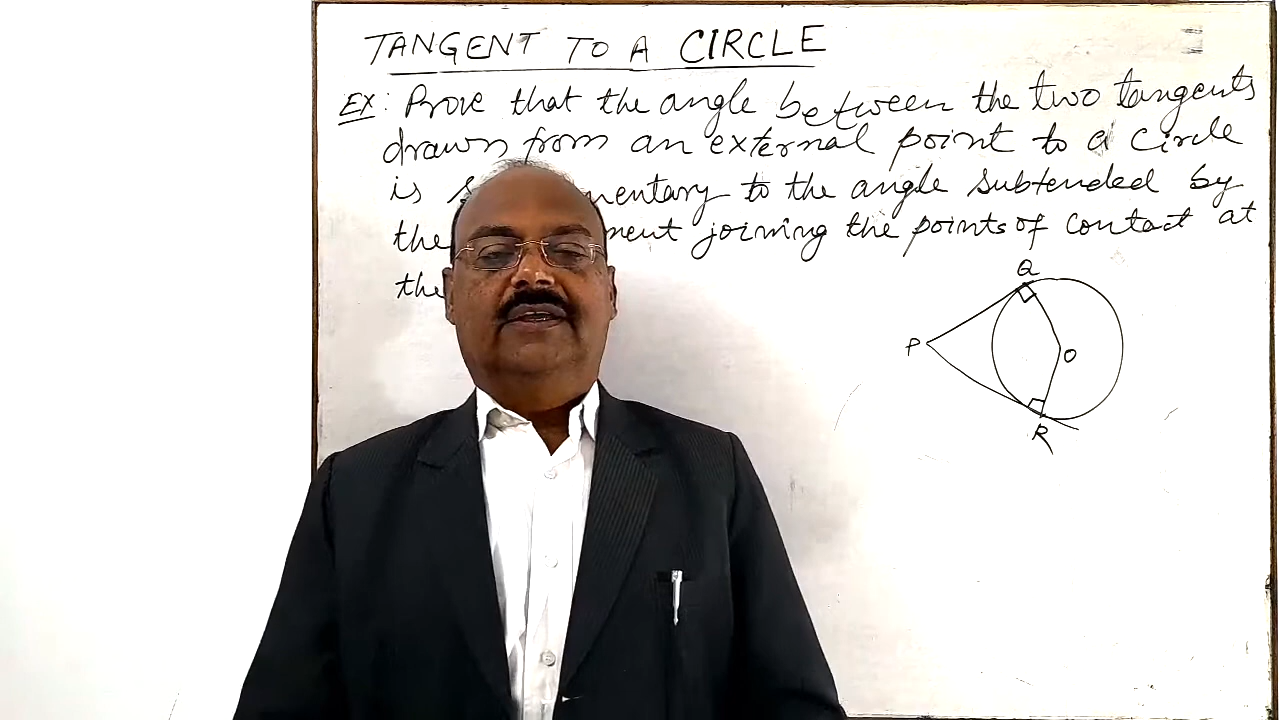 TANGENT TO A CIRCLE
EX: Prove that the angle between the two tangents
drawn from an external point to a circle
is mentary to the angle subtended by
the ment joining the points of contact at
the
Q
P
O
R